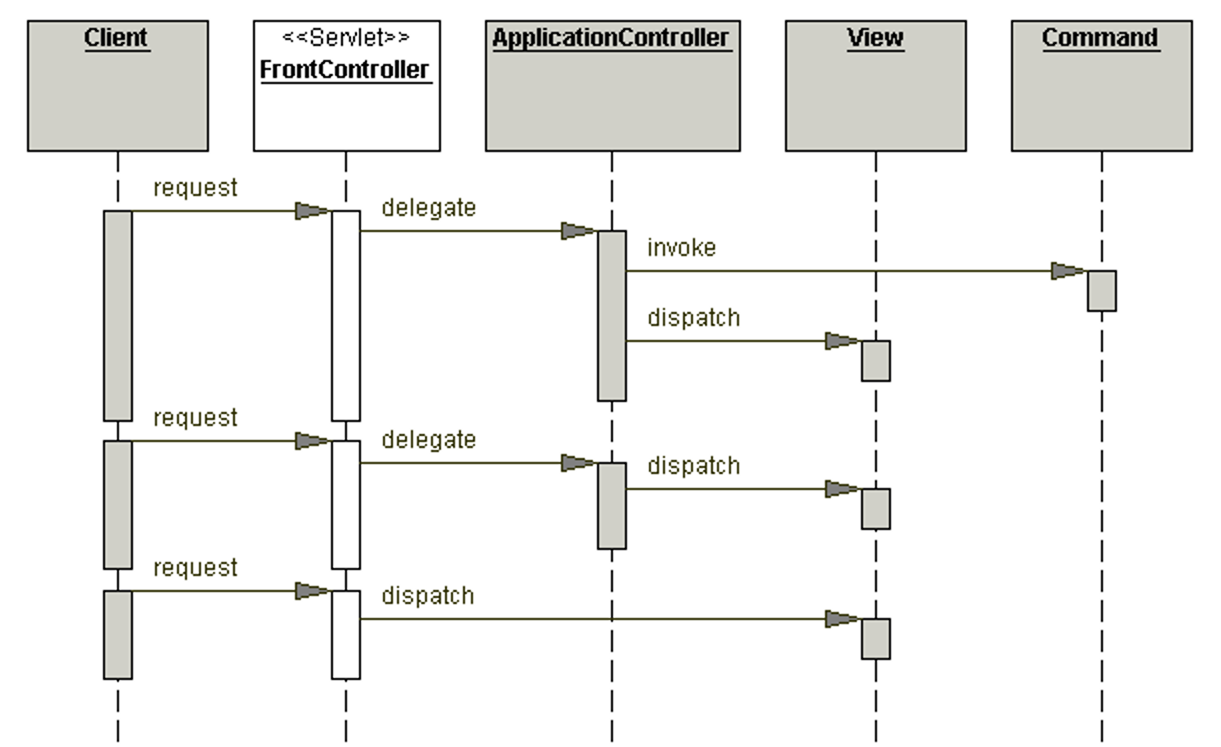 Client
<<Servlet>>
FrontController
ApplicationController
View
Command
request
delegate
invoke
dispatch
request
delegate
dispatch
request
dispatch